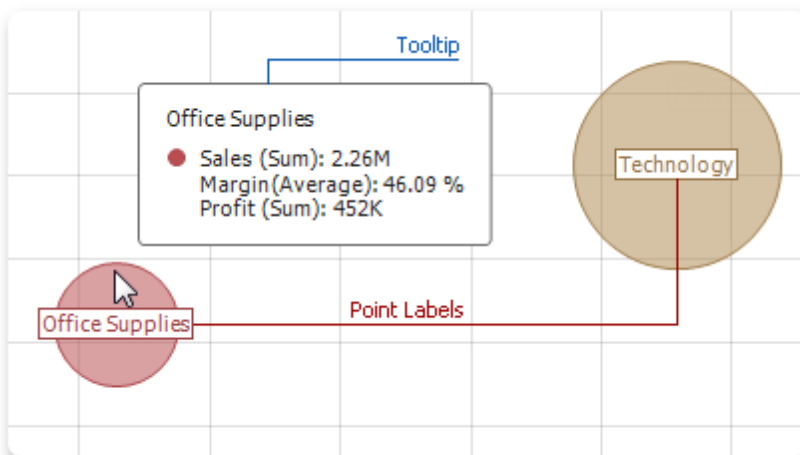 Tooltip
Office Supplies
Sales (Sum): 2.26M
Margin(Average): 46.09 %
Profit (Sum): 452K
Technology
Point Labels
Office Supplies